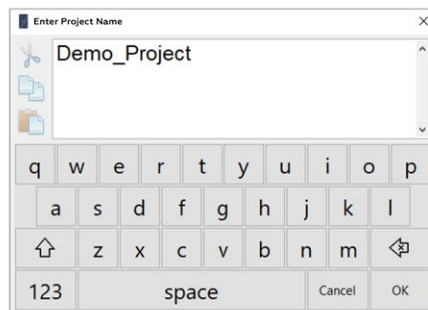 Enter Project Name
Demo_Project
q w e r t y u i o p
a s d f g h j k l
z x c v b n m
123 space Cancel OK